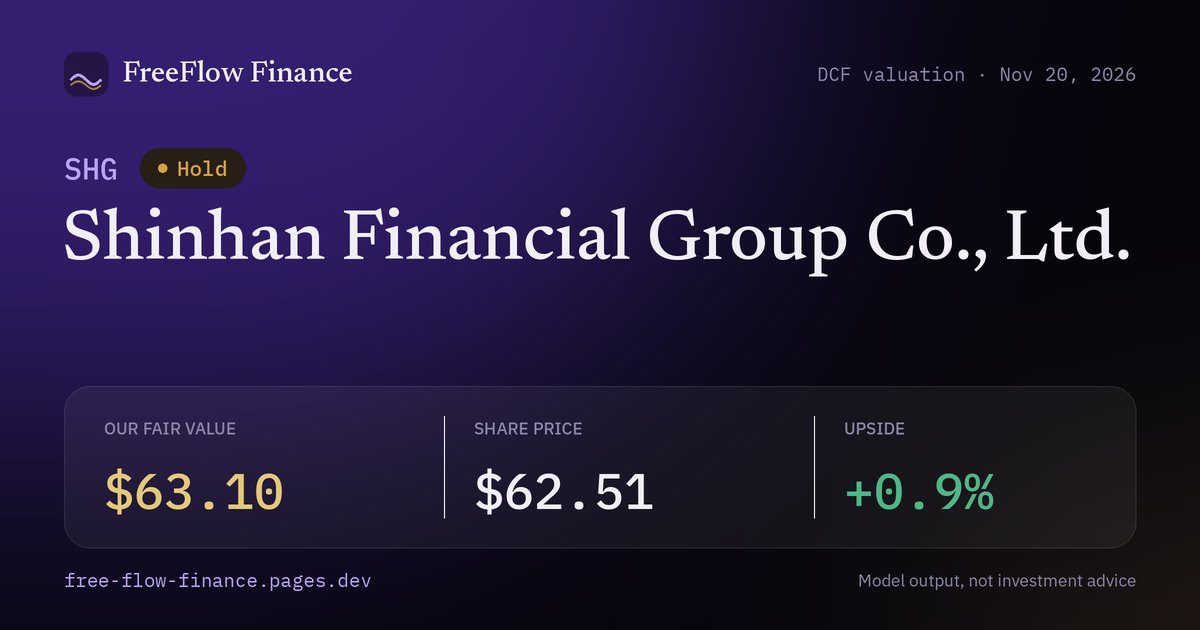 FreeFlow Finance
DCF valuation · Nov 20, 2026
SHG
Hold
Shinhan Financial Group Co., Ltd.
OUR FAIR VALUE
SHARE PRICE
UPSIDE
$63.10
$62.51
+0.9%
free-flow-finance.pages.dev
Model output, not investment advice